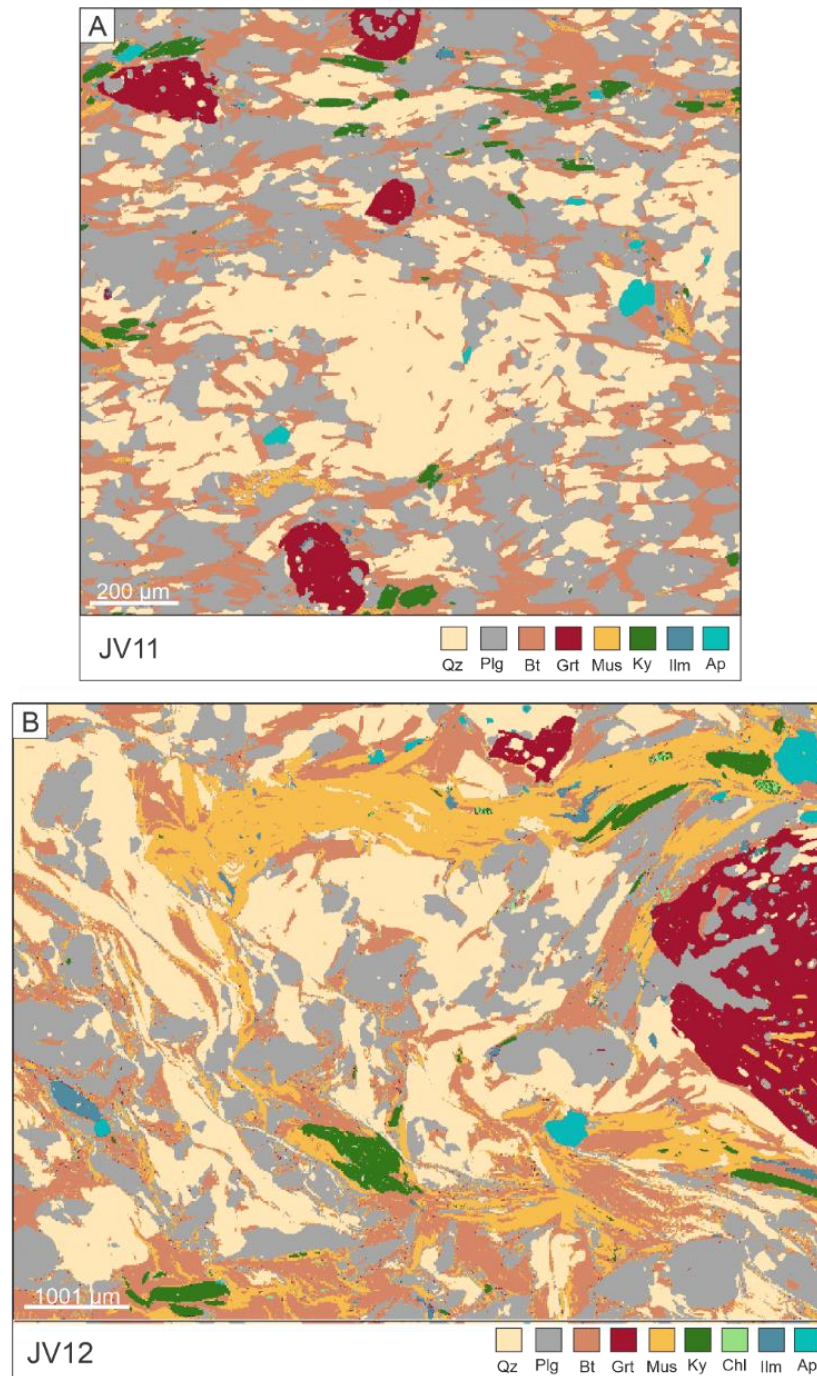 A
200 µm
JV11
Qz Plg Bt Grt Mus Ky Ilm Ap
B
1001 µm
JV12
Qz Plg Bt Grt Mus Ky Chl Ilm Ap